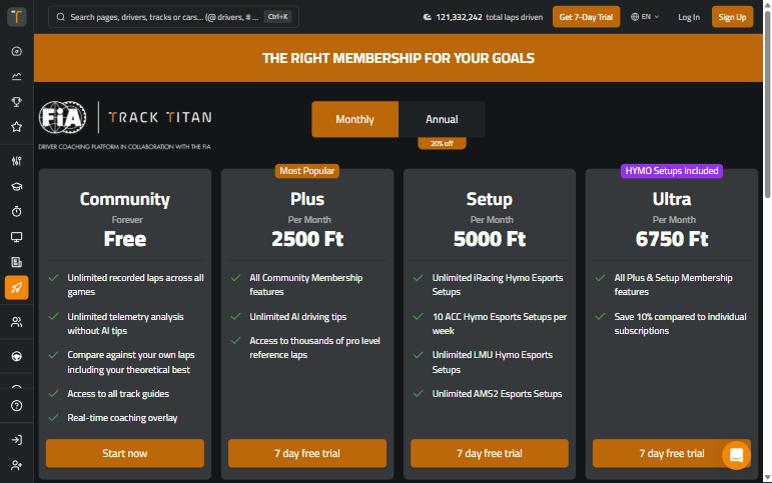 Search pages, drivers, tracks or cars... (@ drivers, # ... Ctrl+K
121,332,242 total laps driven
Get 7-Day Trial
EN
Log In
Sign Up
THE RIGHT MEMBERSHIP FOR YOUR GOALS
FiA
TRACK TITAN
DRIVER COACHING PLATFORM IN COLLABORATION WITH THE FIA
Monthly
Annual
20% off
Community
Forever
Free
Unlimited recorded laps across all
games
Unlimited telemetry analysis
without AI tips
Compare against your own laps
including your theoretical best
Access to all track guides
Real-time coaching overlay
Start now
Most Popular
Plus
Per Month
2500 Ft
All Community Membership
features
Unlimited AI driving tips
Access to thousands of pro level
reference laps
7 day free trial
Setup
Per Month
5000 Ft
Unlimited iRacing Hymo Esports
Setups
10 ACC Hymo Esports Setups per
week
Unlimited LMU Hymo Esports
Setups
Unlimited AMS2 Esports Setups
7 day free trial
HYMO Setups Included
Ultra
Per Month
6750 Ft
All Plus & Setup Membership
features
Save 10% compared to individual
subscriptions
7 day free trial